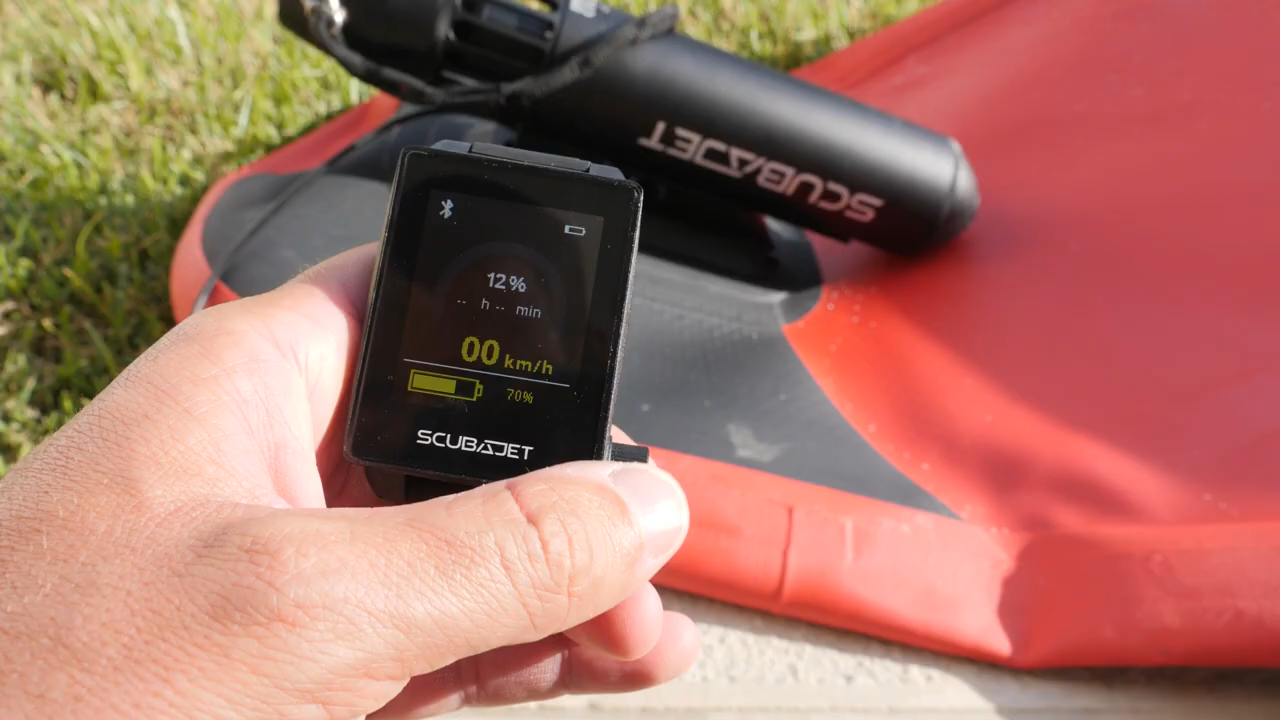 SCUBAJET
12%
-- h -- min
00 km/h
70%
SCUBAJET